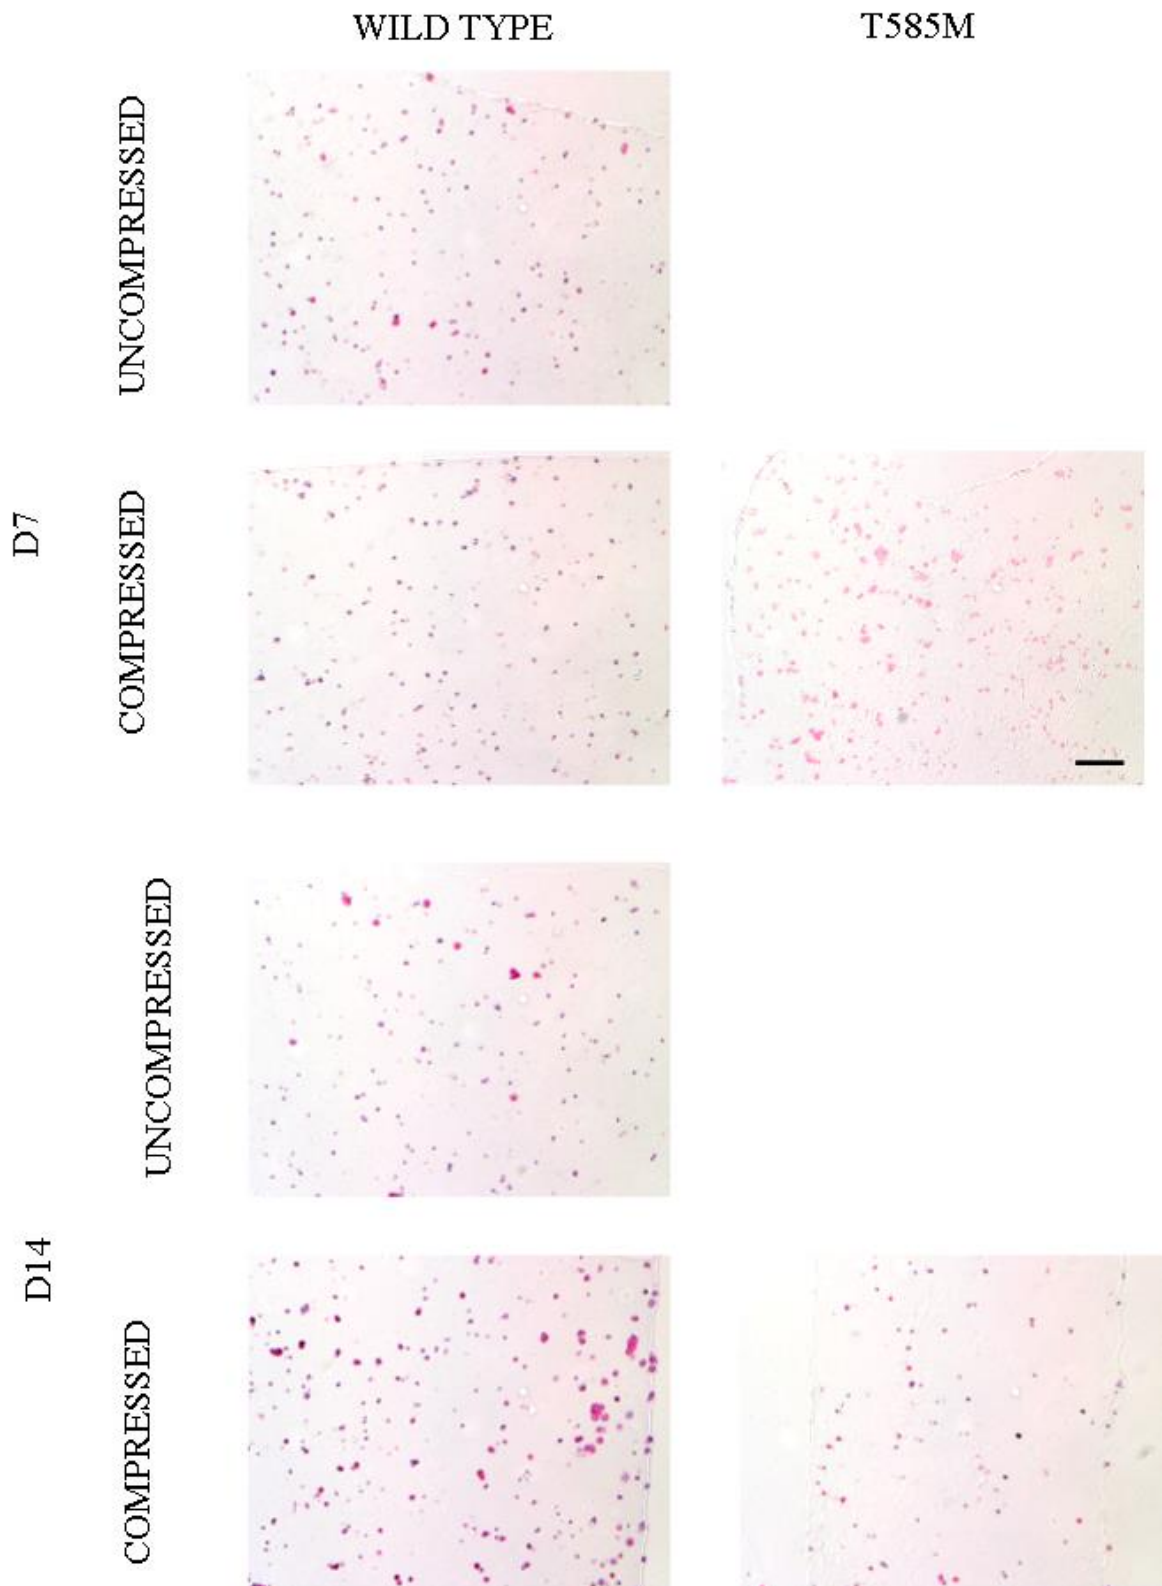 WILD TYPE
T585M
D7
UNCOMPRESSED
COMPRESSED
D14
UNCOMPRESSED
COMPRESSED